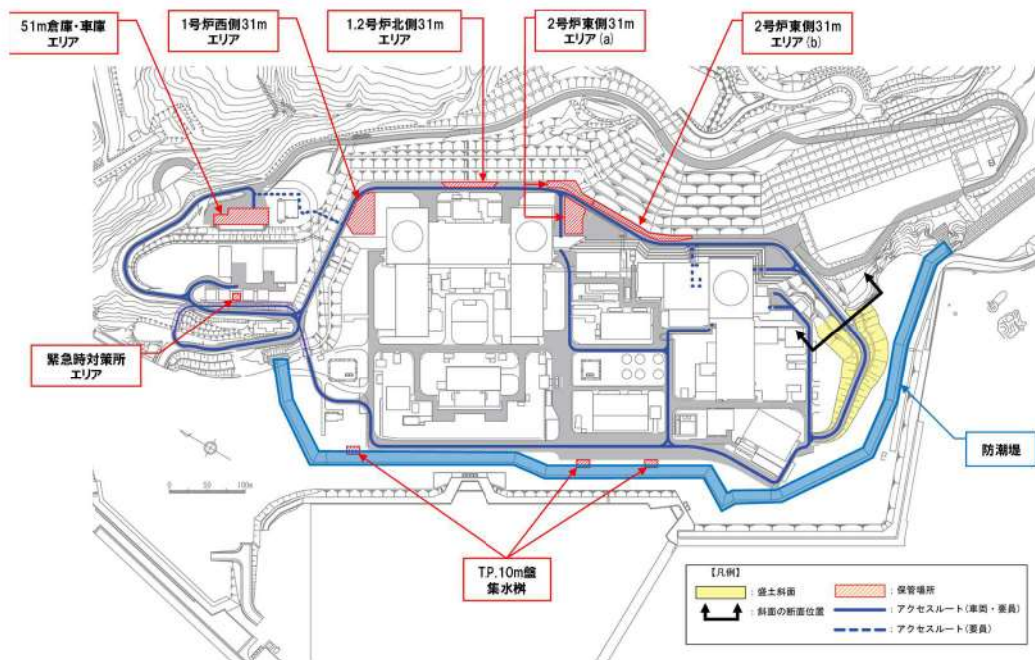 51m倉庫・車庫
エリア
1号炉西側31m
エリア
1.2号炉北側31m
エリア
2号炉東側31m
エリア(a)
2号炉東側31m
エリア(b)
緊急時対策所
エリア
防潮堤
0 50 100m
T.P.10m盤
集水桝
【凡例】
：盛土斜面
：保管場所
：斜面の断面位置
：アクセスルート(車両・要員)
：アクセスルート(要員)